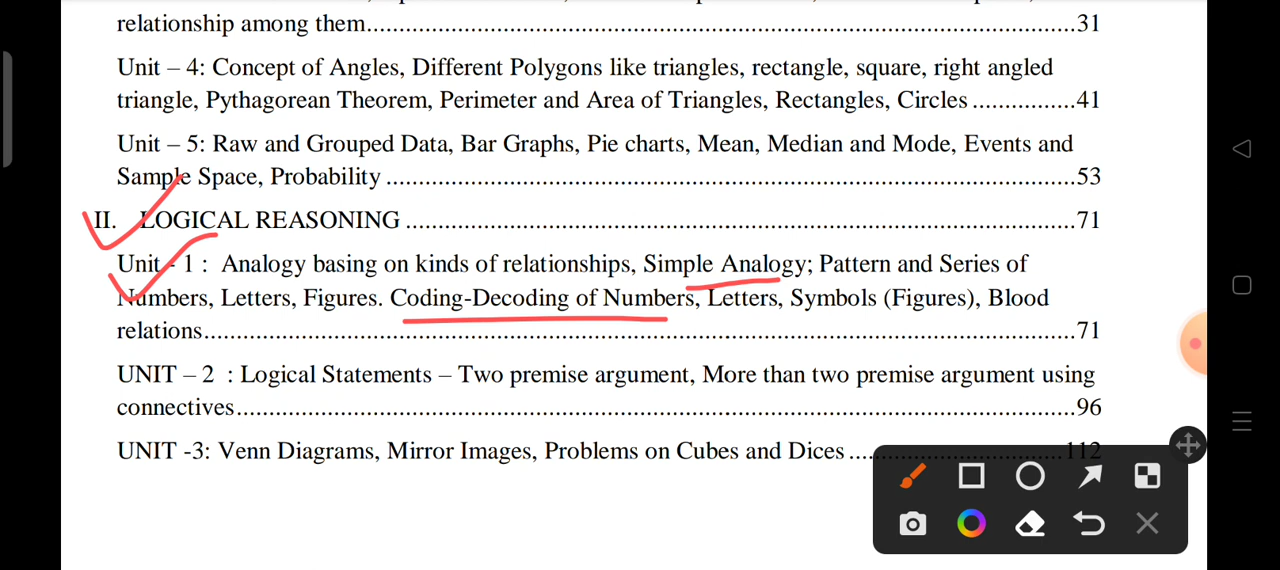 relationship among them..............................................................................................................31
Unit – 4: Concept of Angles, Different Polygons like triangles, rectangle, square, right angled
triangle, Pythagorean Theorem, Perimeter and Area of Triangles, Rectangles, Circles ................41
Unit – 5: Raw and Grouped Data, Bar Graphs, Pie charts, Mean, Median and Mode, Events and
Sample Space, Probability ...........................................................................................................53
II. LOGICAL REASONING ........................................................................................................71
Unit - 1 : Analogy basing on kinds of relationships, Simple Analogy; Pattern and Series of
Numbers, Letters, Figures. Coding-Decoding of Numbers, Letters, Symbols (Figures), Blood
relations........................................................................................................................................71
UNIT – 2 : Logical Statements – Two premise argument, More than two premise argument using
connectives...................................................................................................................................96
UNIT -3: Venn Diagrams, Mirror Images, Problems on Cubes and Dices ..................................112